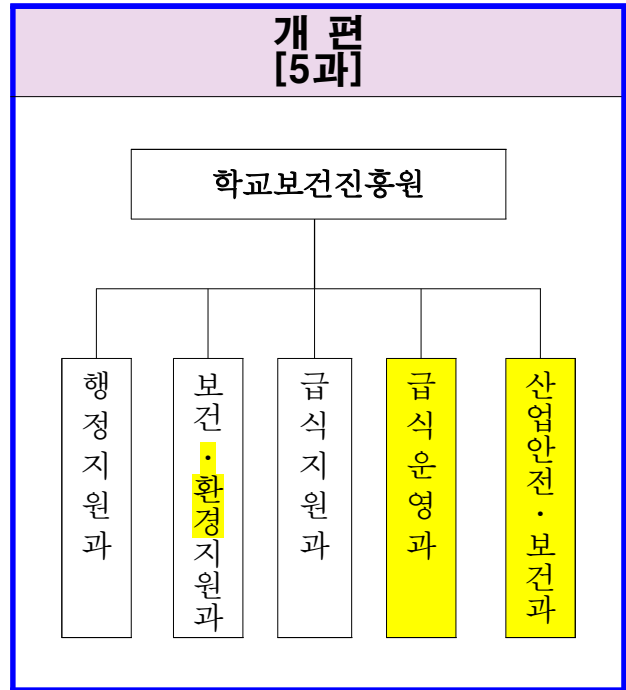 개 편
[5과]
학교보건진흥원
행정지원과
보건·환경지원과
급식지원과
급식운영과
산업안전·보건과